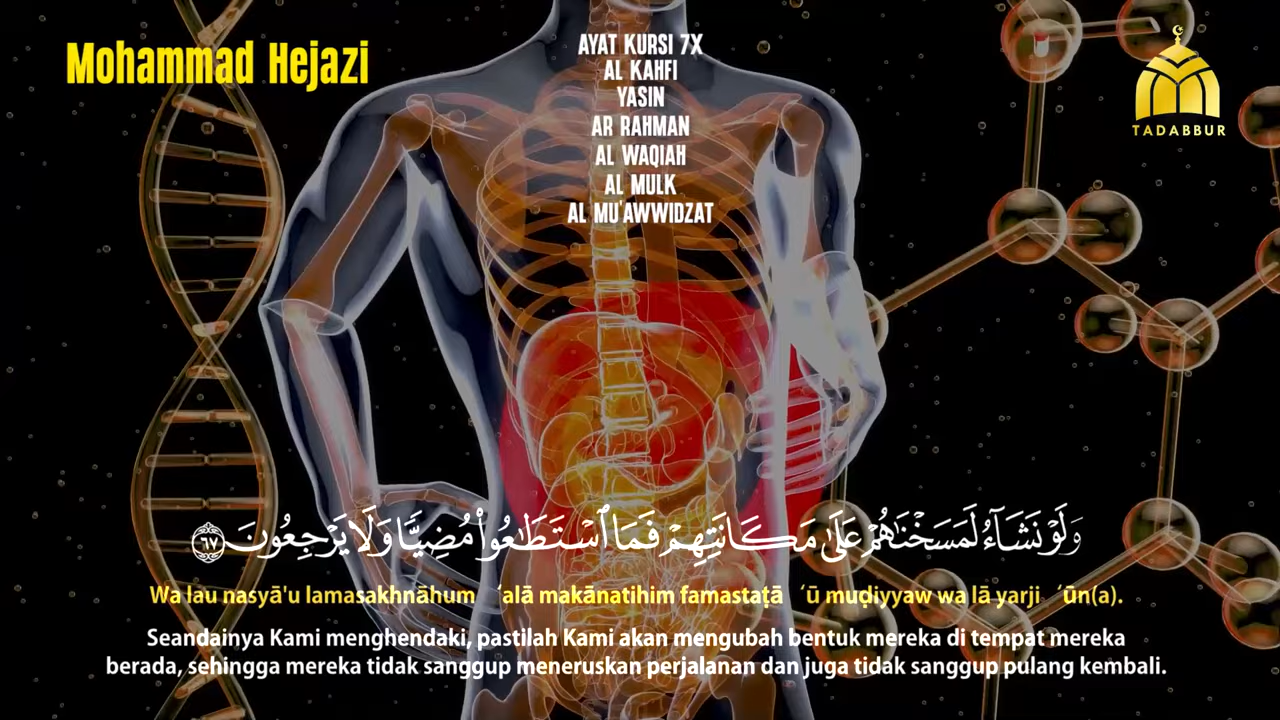 Mohammad Hejazi
AYAT KURSI 7X
AL KAHFI
YASIN
AR RAHMAN
AL WAQIAH
AL MULK
AL MU'AWWIDZAT
TADABBUR
وَلَوْ نَشَاۤءُ لَمَسَخْنٰهُمْ عَلٰى مَكَانَتِهِمْ فَمَا اسْتَطَاعُوْا مُضِيًّا وَّلَا يَرْجِعُوْنَ ٦٧
Wa lau nasyā'u lamasakhnāhum ‘alā makānatihim famastaṭā ‘ū muḍiyyaw wa lā yarji ‘ūn(a).
Seandainya Kami menghendaki, pastilah Kami akan mengubah bentuk mereka di tempat mereka
berada, sehingga mereka tidak sanggup meneruskan perjalanan dan juga tidak sanggup pulang kembali.